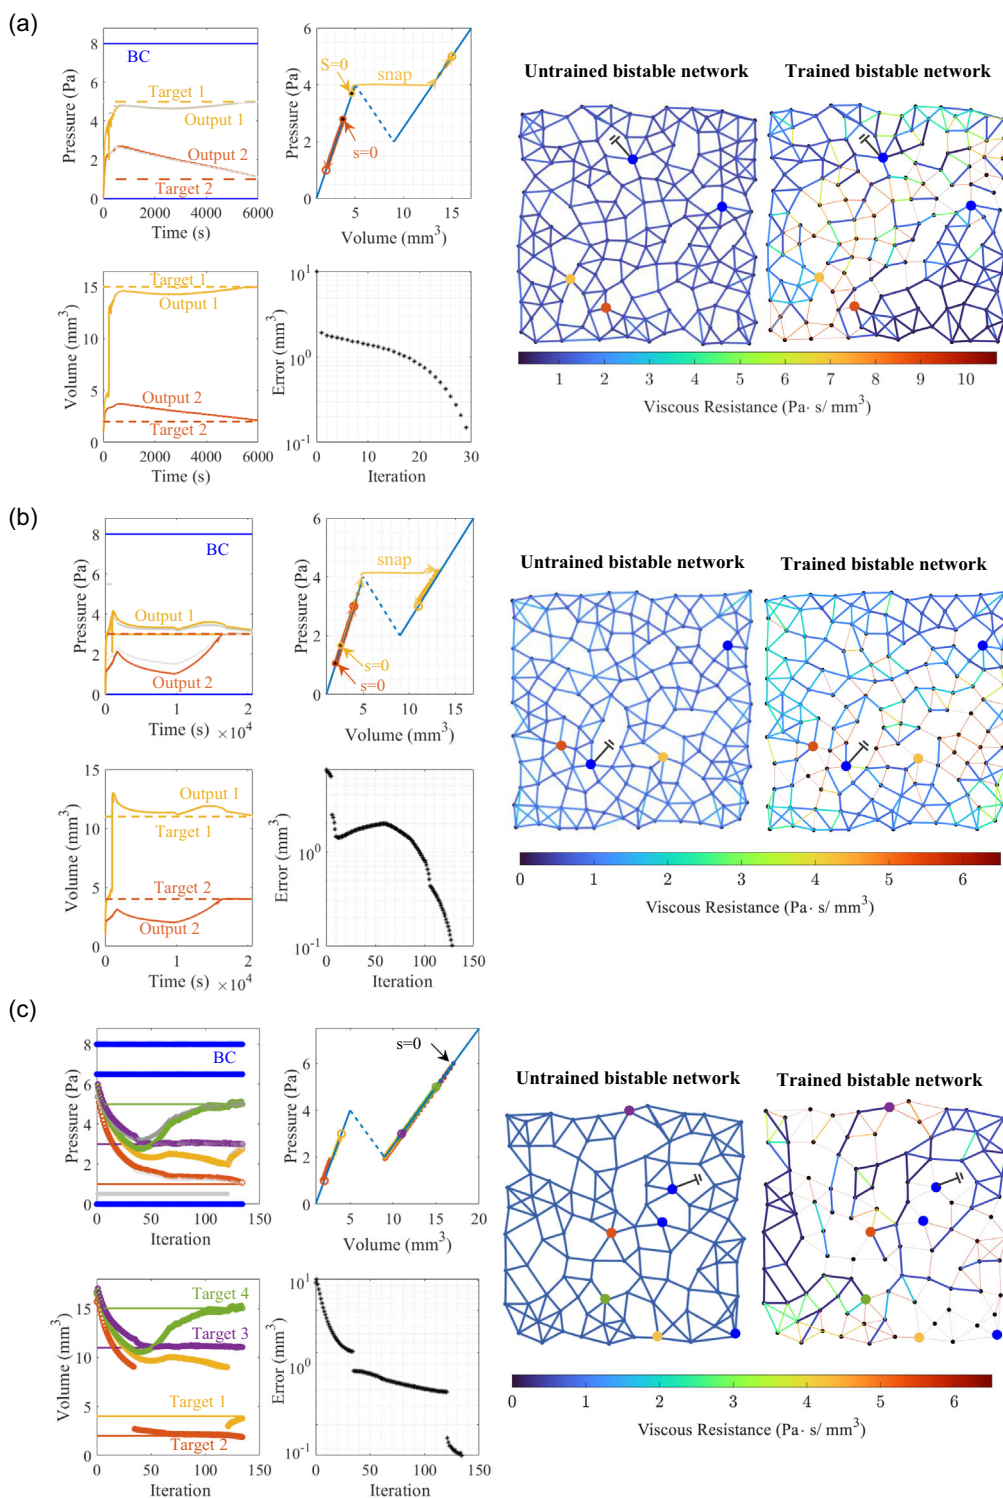 (a)
8
6
4
2
0
Pressure (Pa)
BC
Target 1
Output 1
Output 2
Target 2
0 2000 4000 6000
Time (s)
6
4
2
0
Pressure (Pa)
S=0
snap
s=0
5 10 15
Volume (mm³)
Untrained bistable network
Trained bistable network
15
10
5
0
Volume (mm³)
Target 1
Output 1
Output 2
Target 2
0 2000 4000 6000
Time (s)
10¹
10⁰
10⁻¹
Error (mm³)
0 10 20 30
Iteration
1 2 3 4 5 6 7 8 9 10
Viscous Resistance (Pa· s/ mm³)
(b)
8
6
4
2
0
Pressure (Pa)
BC
Output 1
Output 2
0 1 2
Time (s) ×10⁴
6
4
2
0
Pressure (Pa)
snap
s=0
s=0
0 5 10 15
Volume (mm³)
Untrained bistable network
Trained bistable network
15
10
5
0
Volume (mm³)
Output 1
Target 1
Target 2
Output 2
0 1 2
Time (s) ×10⁴
10⁰
10⁻¹
Error (mm³)
0 50 100 150
Iteration
0 1 2 3 4 5 6
Viscous Resistance (Pa· s/ mm³)
(c)
8
6
4
2
0
Pressure (Pa)
BC
0 50 100 150
Iteration
6
4
2
0
Pressure (Pa)
s=0
5 10 15 20
Volume (mm³)
Untrained bistable network
Trained bistable network
15
10
5
0
Volume (mm³)
Target 4
Target 3
Target 1
Target 2
0 50 100 150
Iteration
10¹
10⁰
10⁻¹
Error (mm³)
0 50 100 150
Iteration
0 1 2 3 4 5 6
Viscous Resistance (Pa· s/ mm³)